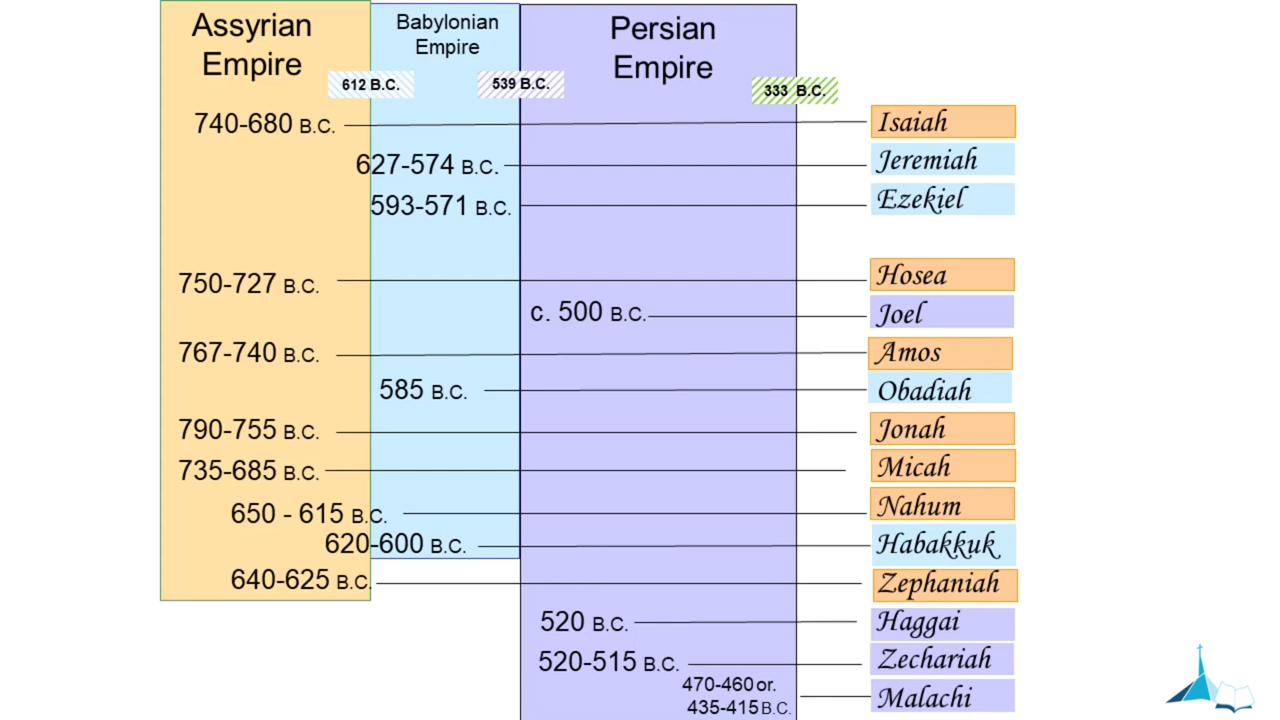 Assyrian
Empire
Babylonian
Empire
Persian
Empire
612 B.C.
539 B.C.
333 B.C.
740-680 B.C. Isaiah
627-574 B.C. Jeremiah
593-571 B.C. Ezekiel
750-727 B.C. Hosea
c. 500 B.C. Joel
767-740 B.C. Amos
585 B.C. Obadiah
790-755 B.C. Jonah
735-685 B.C. Micah
650 - 615 B.C. Nahum
620-600 B.C. Habakkuk
640-625 B.C. Zephaniah
520 B.C. Haggai
520-515 B.C. Zechariah
470-460 or.
435-415 B.C. Malachi